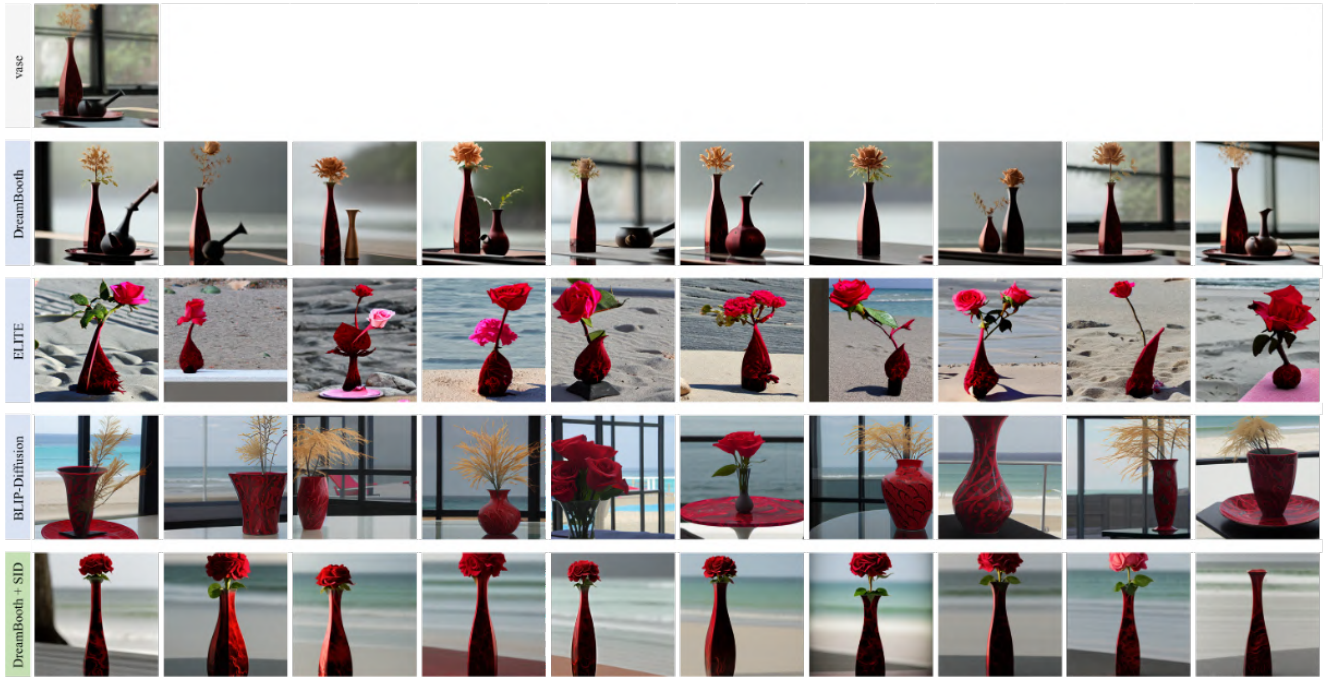 vase
DreamBooth
ELITE
BLIP-Diffusion
DreamBooth + SID